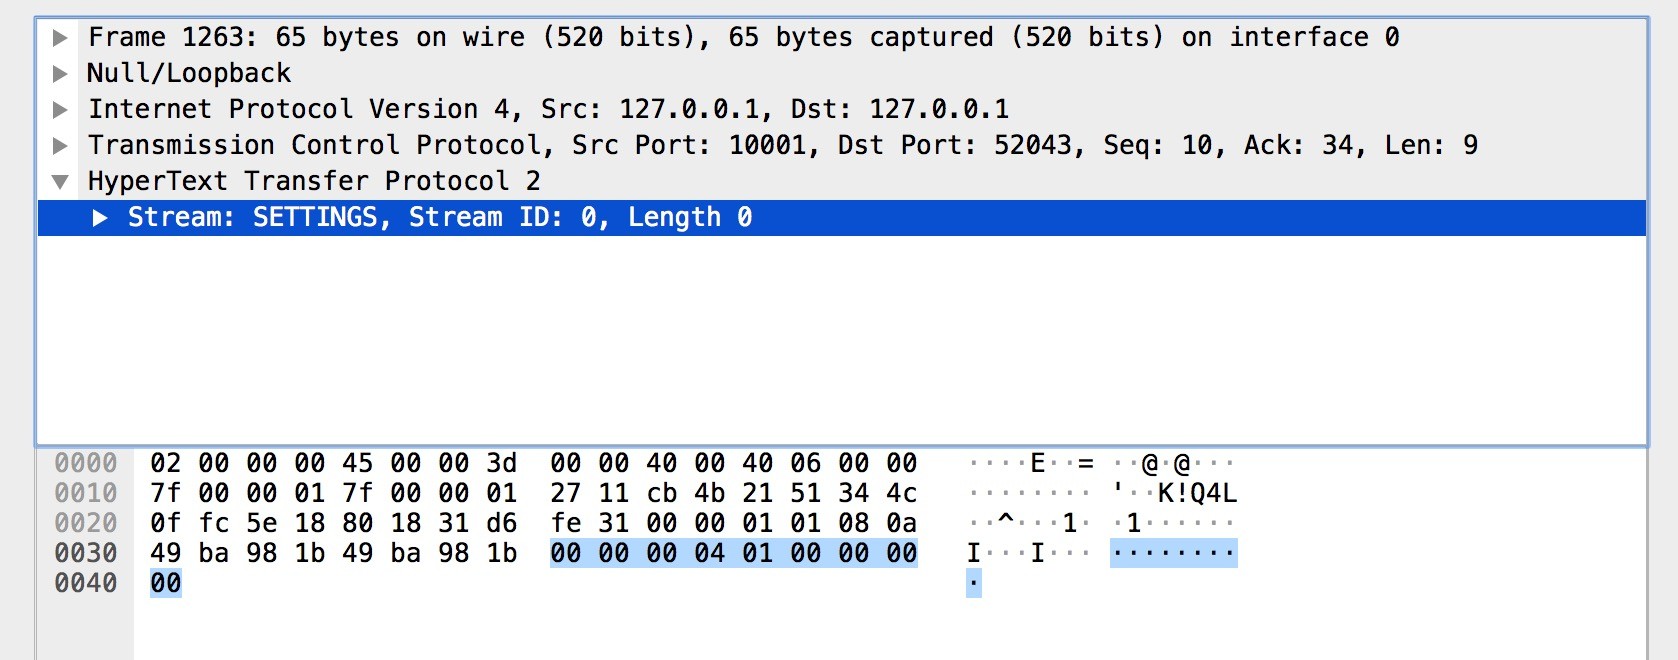 Frame 1263: 65 bytes on wire (520 bits), 65 bytes captured (520 bits) on interface 0
Null/Loopback
Internet Protocol Version 4, Src: 127.0.0.1, Dst: 127.0.0.1
Transmission Control Protocol, Src Port: 10001, Dst Port: 52043, Seq: 10, Ack: 34, Len: 9
HyperText Transfer Protocol 2
Stream: SETTINGS, Stream ID: 0, Length 0
0000 02 00 00 00 45 00 00 3d 00 00 40 00 40 06 00 00 ····E··= ··@·@···
0010 7f 00 00 01 7f 00 00 01 27 11 cb 4b 21 51 34 4c ········ '··K!Q4L
0020 0f fc 5e 18 80 18 31 d6 fe 31 00 00 01 01 08 0a ··^···1· ·1······
0030 49 ba 98 1b 49 ba 98 1b 00 00 00 04 01 00 00 00 I···I··· ········
0040 00 ·